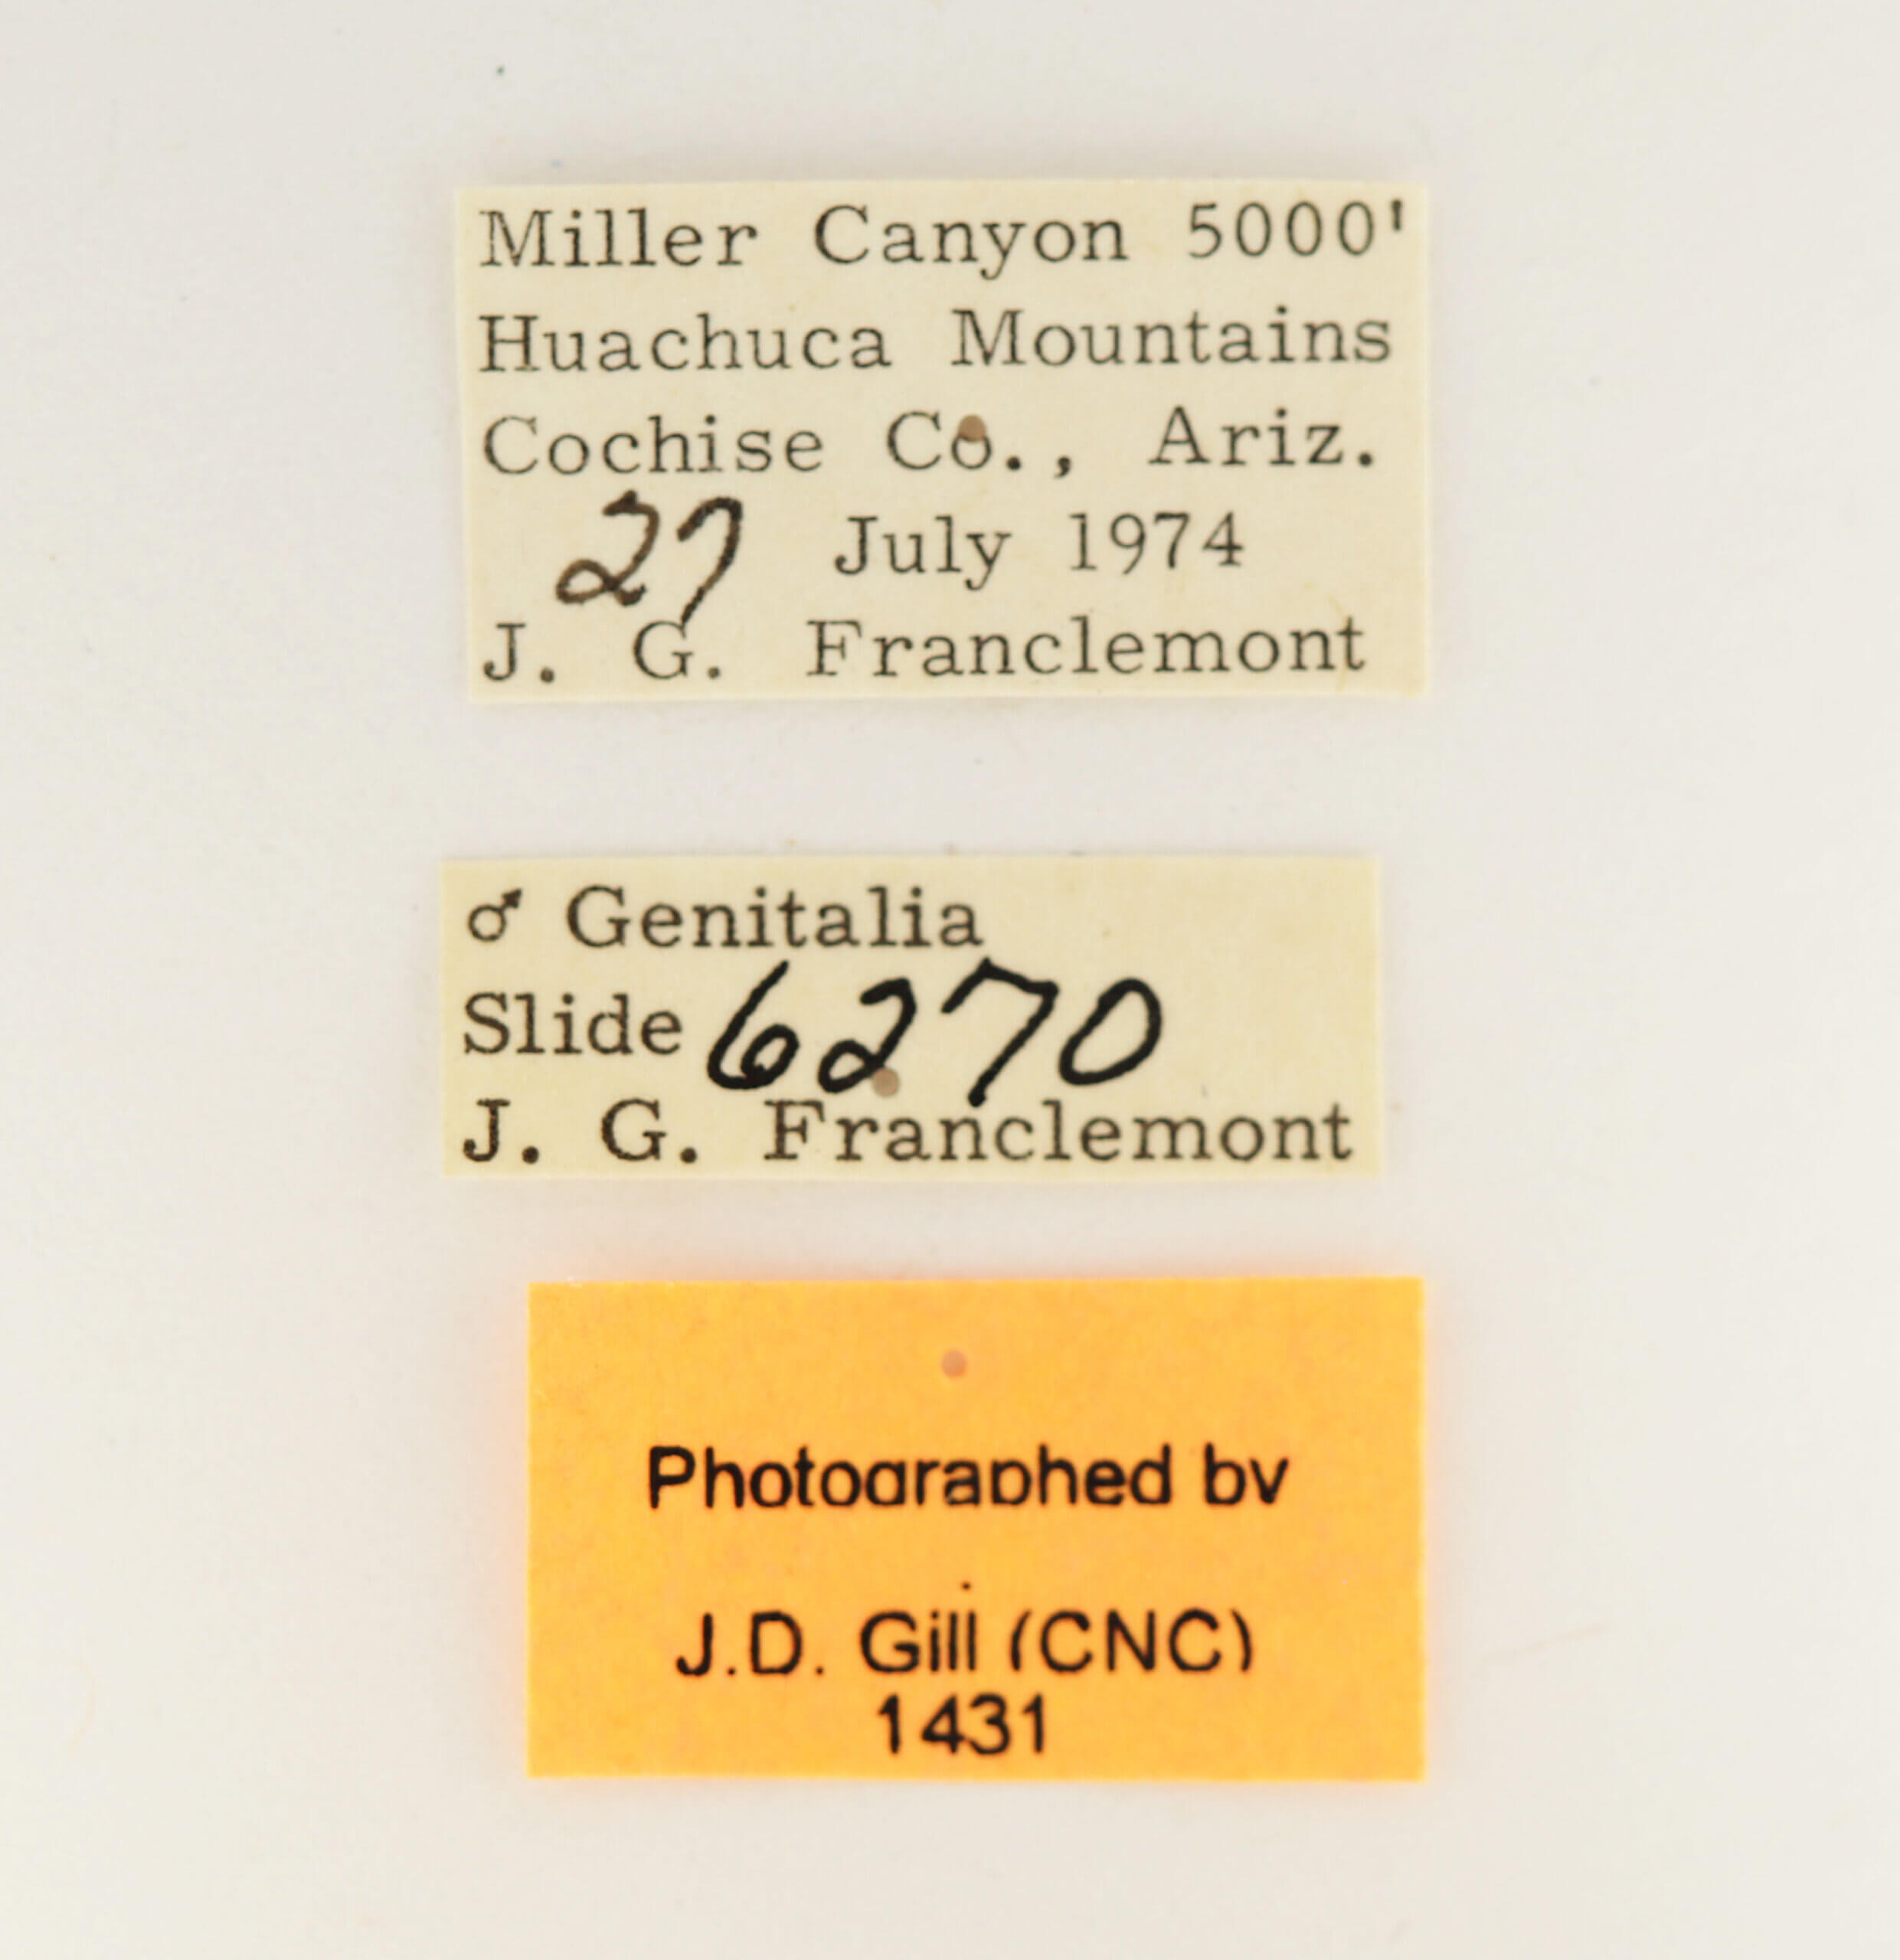 Miller Canyon 5000'
Huachuca Mountains
Cochise Co., Ariz.
27 July 1974
J. G. Franclemont
♂ Genitalia
Slide 6270
J. G. Franclemont
Photographed by
J.D. Gill (CNC)
1431